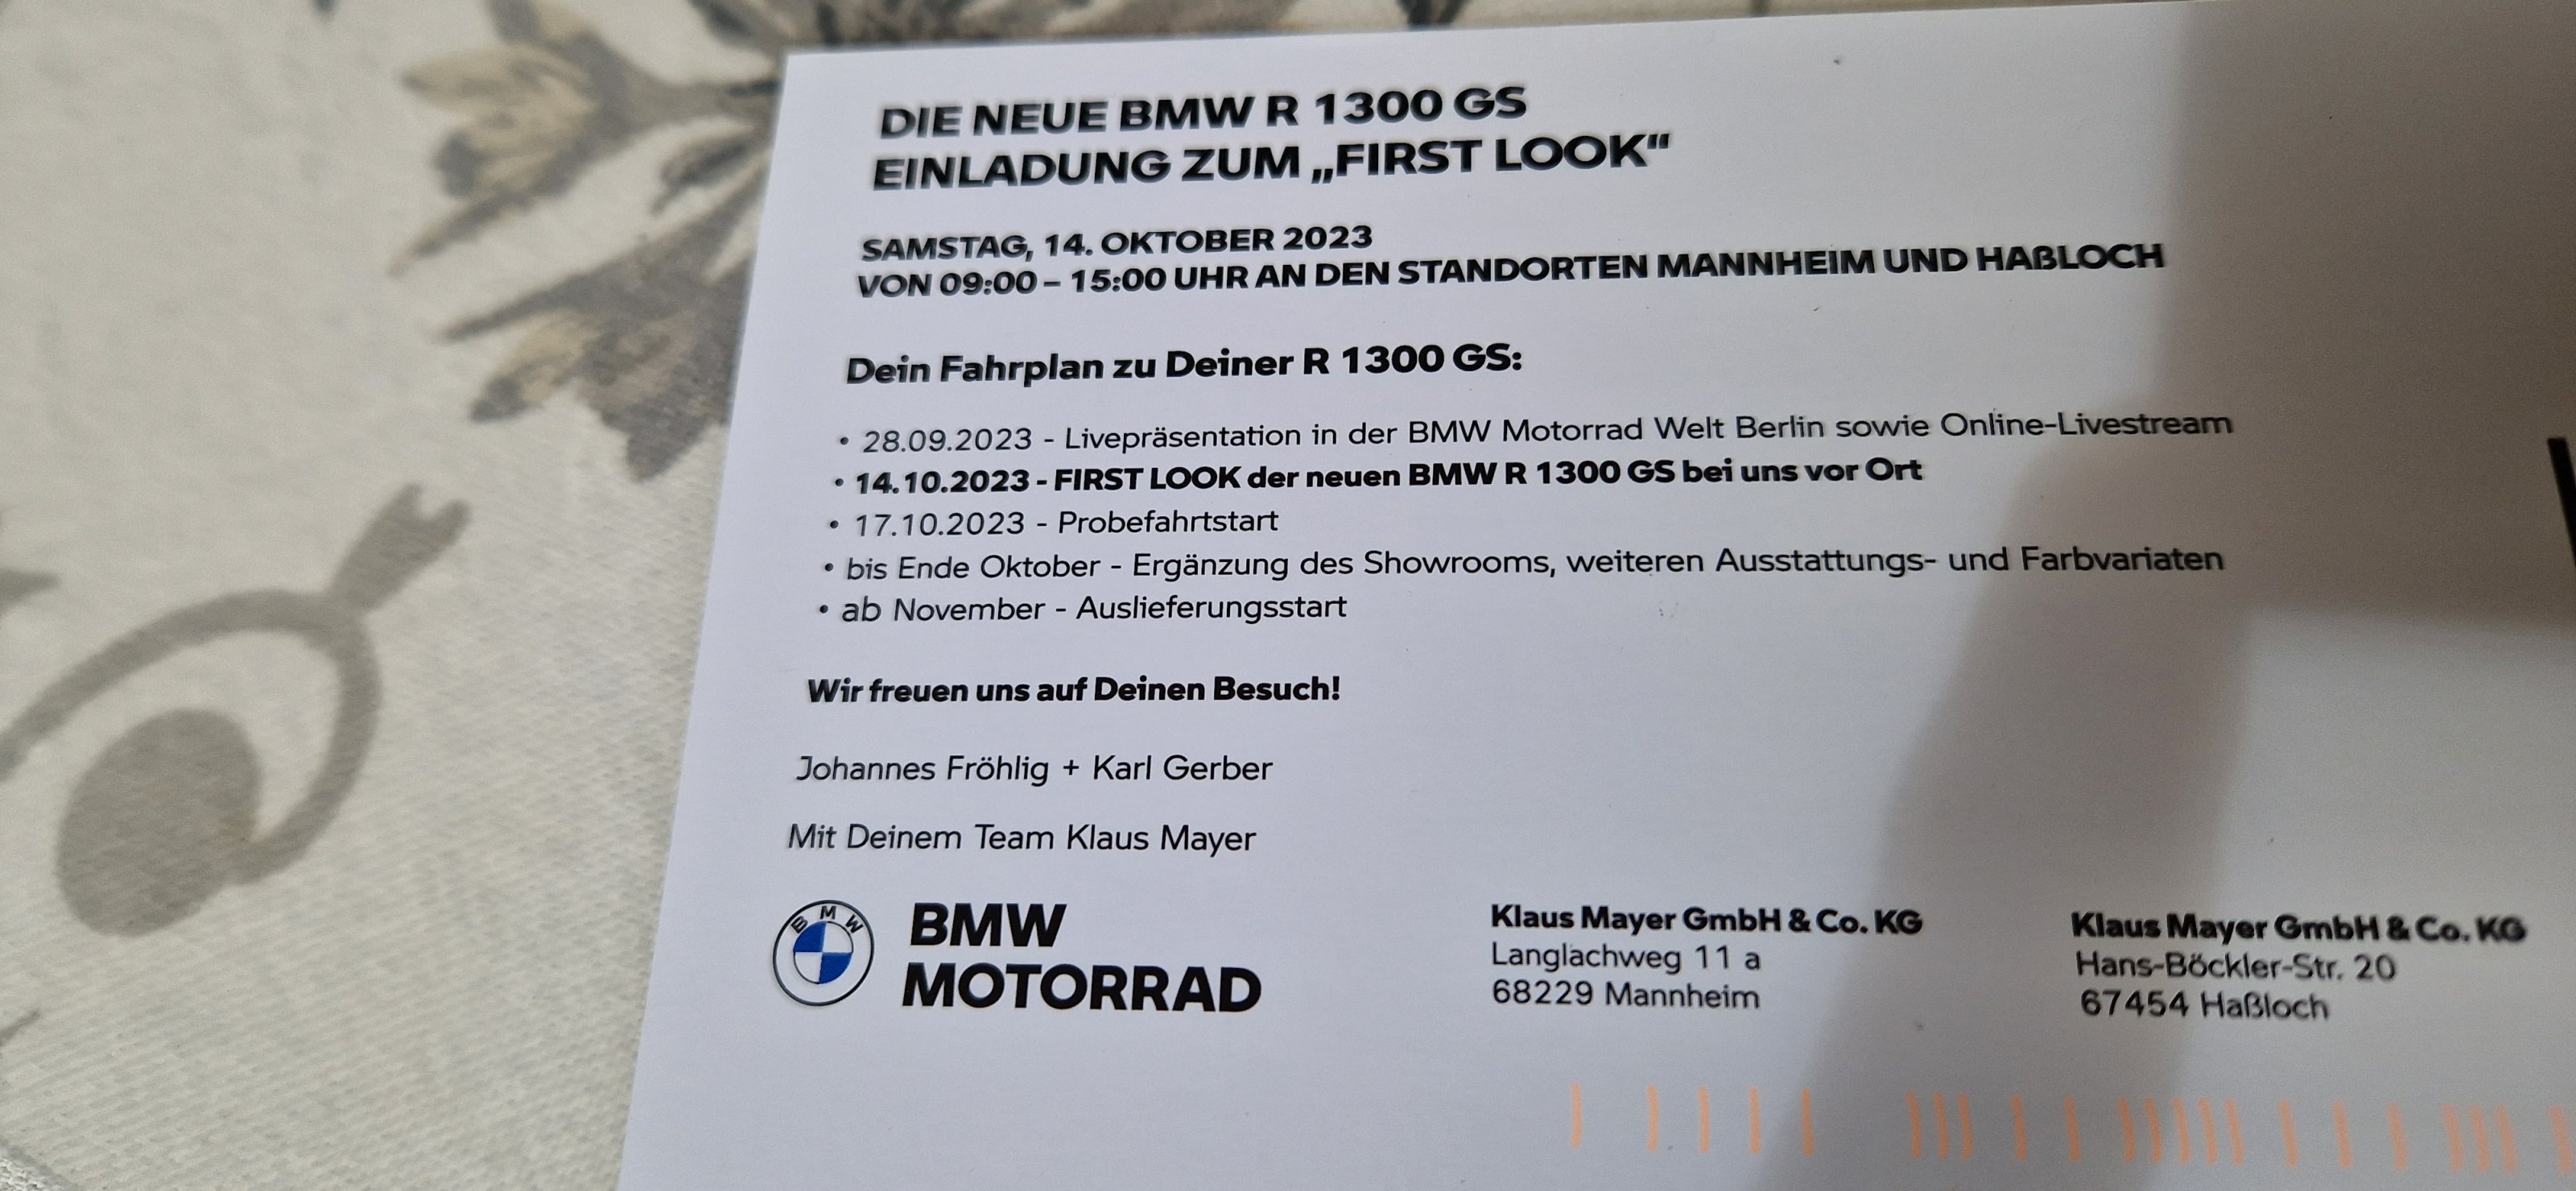 DIE NEUE BMW R 1300 GS
EINLADUNG ZUM „FIRST LOOK“
SAMSTAG, 14. OKTOBER 2023
VON 09:00 – 15:00 UHR AN DEN STANDORTEN MANNHEIM UND HAßLOCH
Dein Fahrplan zu Deiner R 1300 GS:
• 28.09.2023 - Livepräsentation in der BMW Motorrad Welt Berlin sowie Online-Livestream
• 14.10.2023 - FIRST LOOK der neuen BMW R 1300 GS bei uns vor Ort
• 17.10.2023 - Probefahrtstart
• bis Ende Oktober - Ergänzung des Showrooms, weiteren Ausstattungs- und Farbvariaten
• ab November - Auslieferungsstart
Wir freuen uns auf Deinen Besuch!
Johannes Fröhlig + Karl Gerber
Mit Deinem Team Klaus Mayer
BMW
BMW
MOTORRAD
Klaus Mayer GmbH & Co. KG
Langlachweg 11 a
68229 Mannheim
Klaus Mayer GmbH & Co. KG
Hans-Böckler-Str. 20
67454 Haßloch